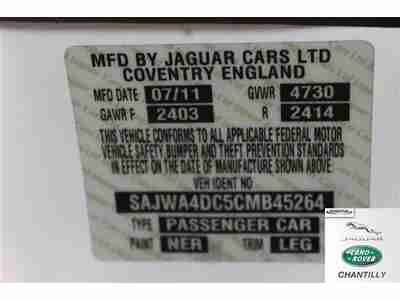 MFD BY JAGUAR CARS LTD
COVENTRY ENGLAND
MFD DATE 07/11 GVWR 4730
GAWR F 2403 R 2414
THIS VEHICLE CONFORMS TO ALL APPLICABLE FEDERAL MOTOR
VEHICLE SAFETY, BUMPER AND THEFT PREVENTION STANDARDS
IN EFFECT ON THE DATE OF MANUFACTURE SHOWN ABOVE.
VEH IDENT NO
SAJWA4DC5CMB45264
TYPE PASSENGER CAR
PAINT NER TRIM LEG
JAGUAR
LAND ROVER
CHANTILLY